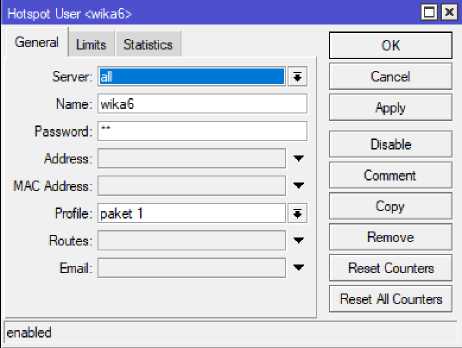 Hotspot User <wika6>
General Limits Statistics
Server: all
Name: wika6
Password: **
Address:
MAC Address:
Profile: paket 1
Routes:
Email:
OK
Cancel
Apply
Disable
Comment
Copy
Remove
Reset Counters
Reset All Counters
enabled